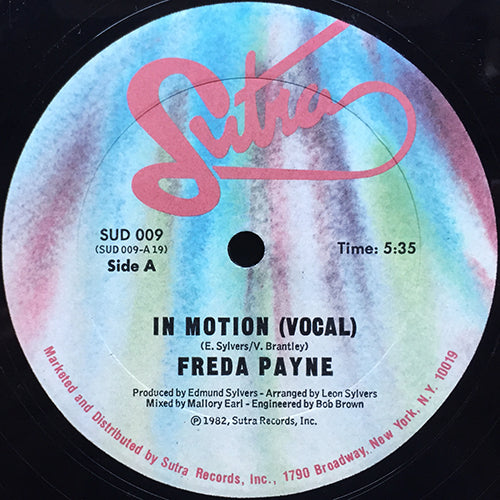 Sutra
SUD 009
(SUD 009-A 19)
Side A
Time: 5:35
IN MOTION (VOCAL)
(E. Sylvers/V. Brantley)
FREDA PAYNE
Produced by Edmund Sylvers - Arranged by Leon Sylvers
Mixed by Mallory Earl - Engineered by Bob Brown
℗ 1982, Sutra Records, Inc.
Marketed and Distributed by Sutra Records, Inc., 1790 Broadway, New York, N.Y. 10019